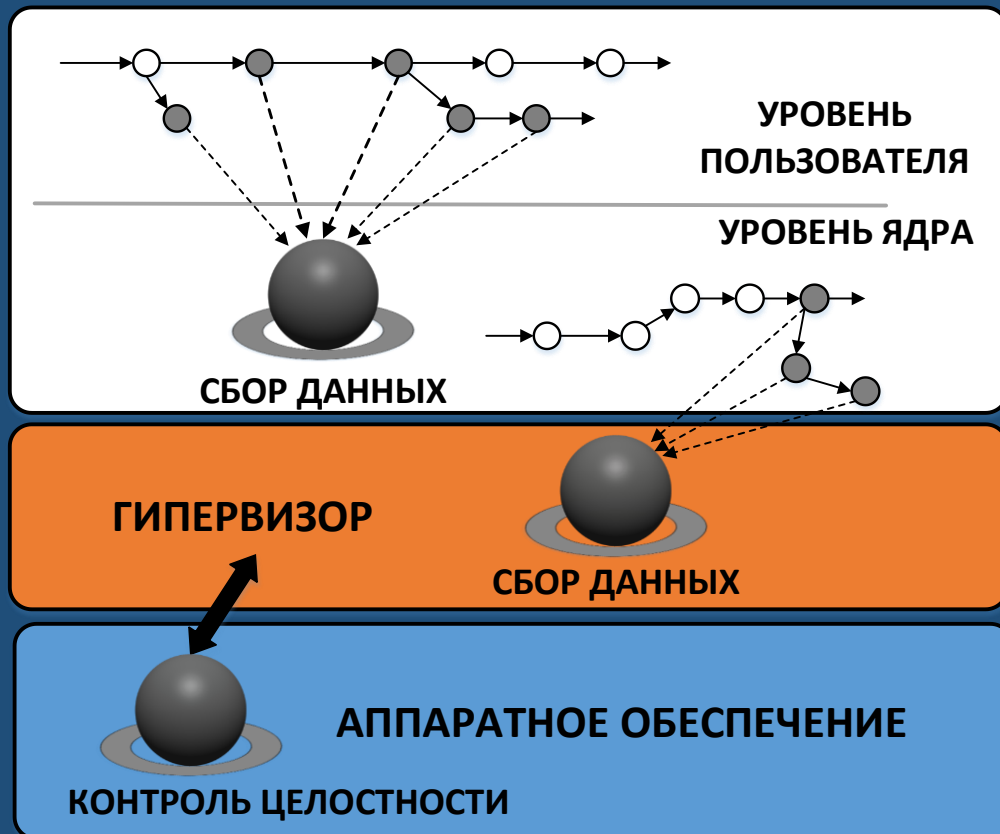 УРОВЕНЬ
ПОЛЬЗОВАТЕЛЯ
УРОВЕНЬ ЯДРА
СБОР ДАННЫХ
ГИПЕРВИЗОР
СБОР ДАННЫХ
АППАРАТНОЕ ОБЕСПЕЧЕНИЕ
КОНТРОЛЬ ЦЕЛОСТНОСТИ